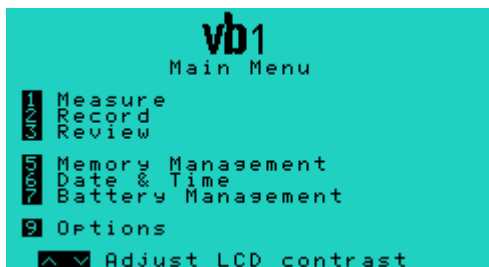 vb1
Main Menu
1 Measure
2 Record
3 Review
5 Memory Management
6 Date & Time
7 Battery Management
9 Options
^ v Adjust LCD contrast